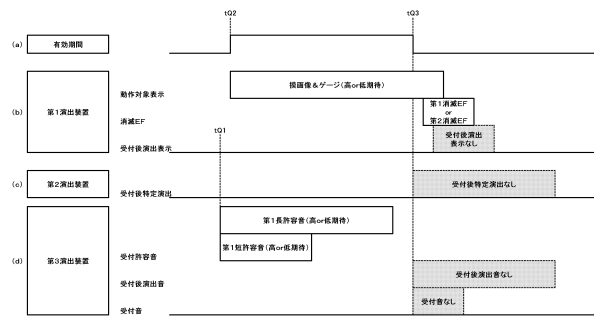 tQ2
tQ3
(a)
有効期間
(b)
第1演出装置
動作対象表示
操画像&ゲージ(高or低期待)
消滅EF
第1消滅EF
or
第2消滅EF
受付後演出表示
受付後演出
表示なし
tQ1
(c)
第2演出装置
受付後特定演出
受付後特定演出なし
(d)
第3演出装置
第1長許容音(高or低期待)
受付許容音
第1短許容音(高or低期待)
受付後演出音
受付後演出音なし
受付音
受付音なし